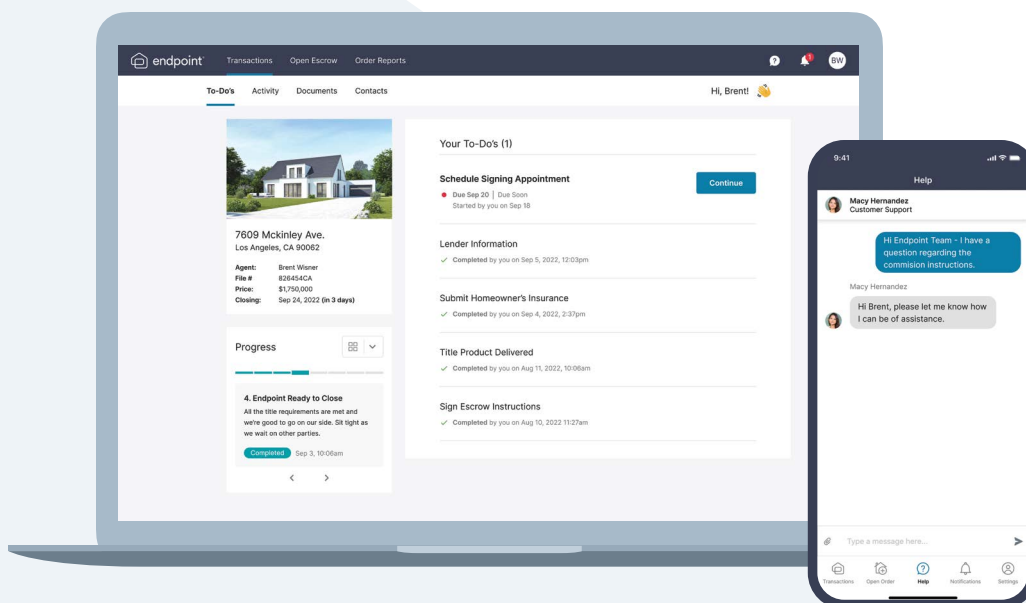 endpoint
Transactions Open Escrow Order Reports
? 1 BW
To-Do's Activity Documents Contacts
Hi, Brent! 👋
7609 Mckinley Ave.
Los Angeles, CA 90062
Agent: Brent Wisner
File # 826454CA
Price: $1,750,000
Closing: Sep 24, 2022 (in 3 days)
Progress
4. Endpoint Ready to Close
All the title requirements are met and
we're good to go on our side. Sit tight as
we wait on other parties.
Completed Sep 3, 10:06am
Your To-Do's (1)
Schedule Signing Appointment
Due Sep 20 | Due Soon
Started by you on Sep 18
Continue
Lender Information
Completed by you on Sep 5, 2022, 12:03pm
Submit Homeowner's Insurance
Completed by you on Sep 4, 2022, 2:37pm
Title Product Delivered
Completed by you on Aug 11, 2022, 10:06am
Sign Escrow Instructions
Completed by you on Aug 10, 2022 11:27am
9:41
Help
Macy Hernandez
Customer Support
Hi Endpoint Team - I have a
question regarding the
commision instructions.
Macy Hernandez
Hi Brent, please let me know how
I can be of assistance.
Type a message here...
Transactions Open Order Help Notifications Settings